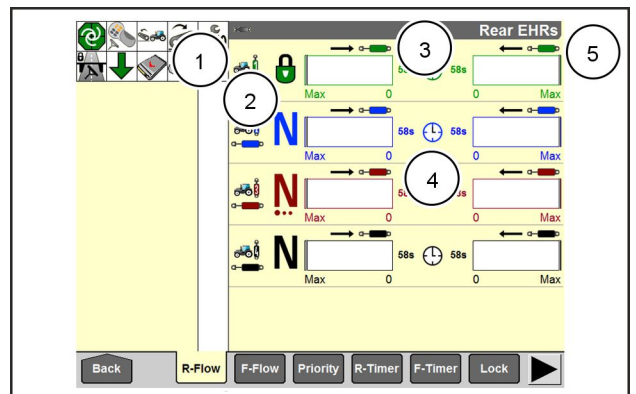 Rear EHRs
1
3
5
58s
Max 0 0 Max
2
N 58s 58s
Max 0 0 Max
4
N
Max 0 0 Max
N 58s 58s
Max 0 0 Max
Back R-Flow F-Flow Priority R-Timer F-Timer Lock